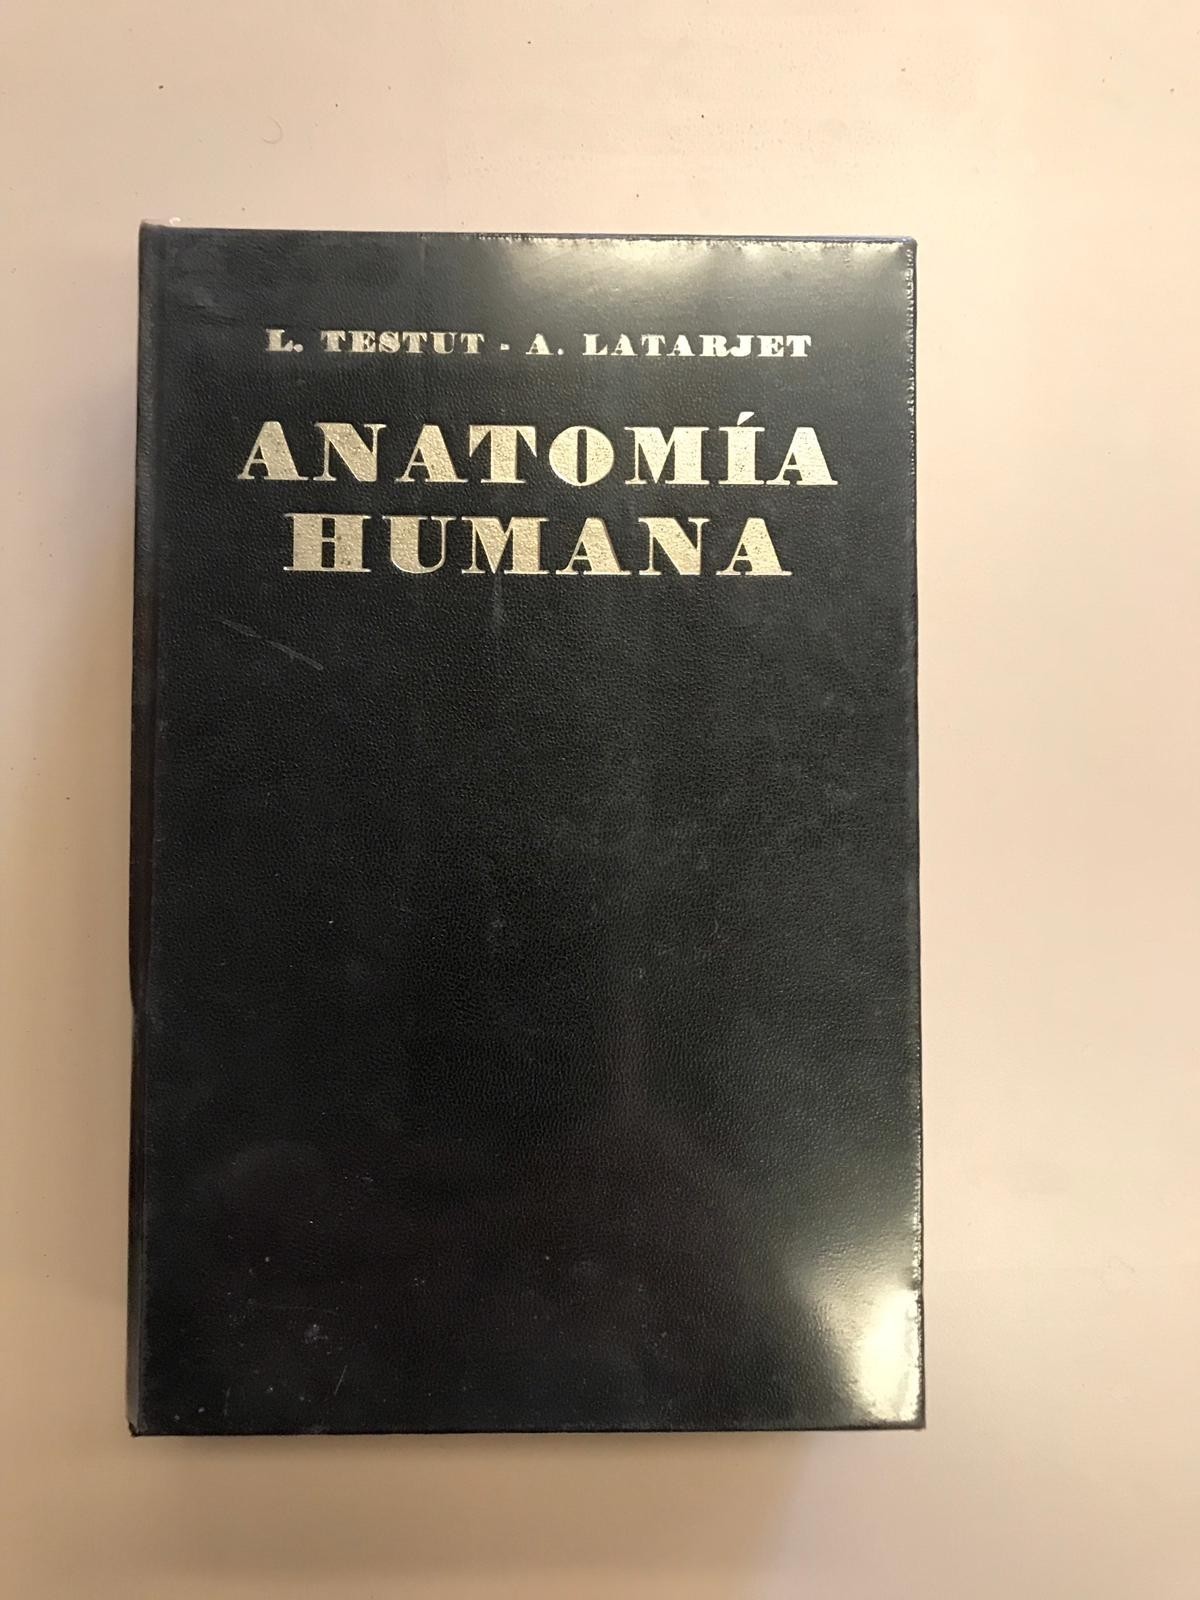 L. TESTUT - A. LATARJET
ANATOMÍA
HUMANA